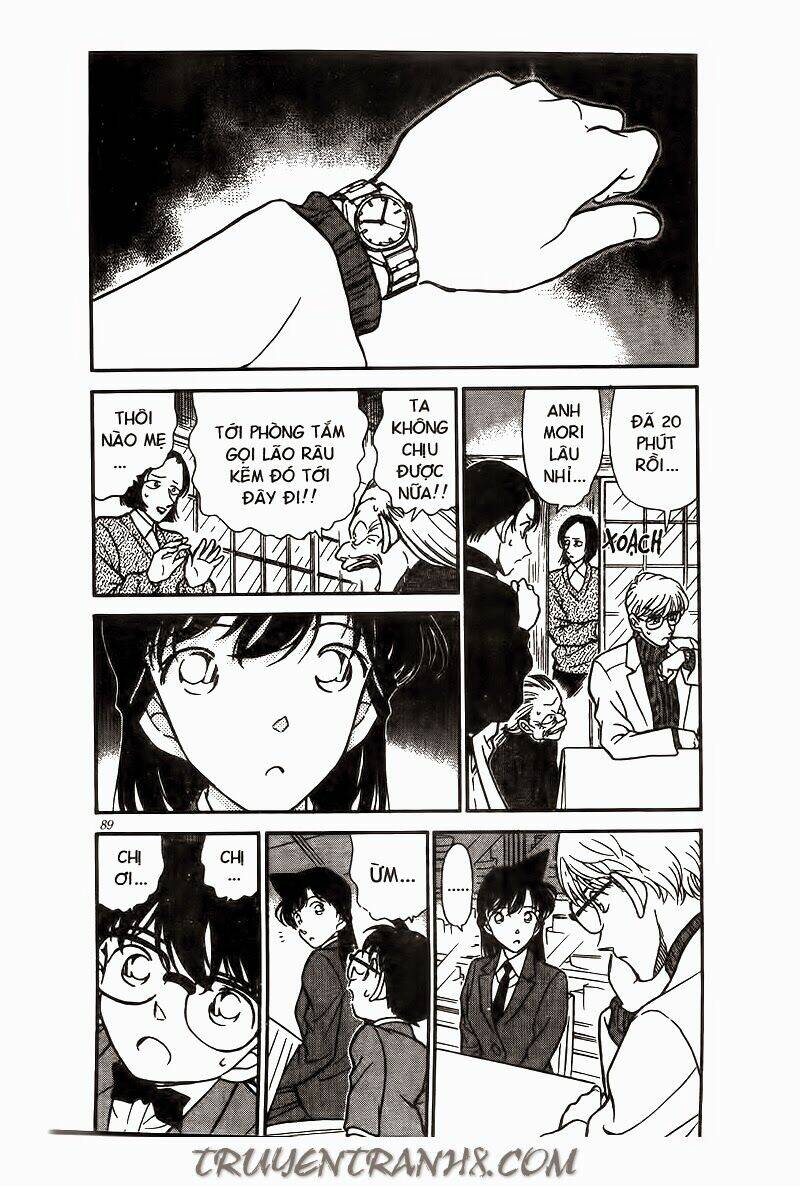 ĐÃ 20
PHÚT
RỒI...
ANH
MORI
LÂU
NHỈ...
XOẠCH
TA
KHÔNG
CHỊU
ĐƯỢC
NỮA!!
TỚI PHÒNG TẮM
GỌI LÃO RÂU
KẼM ĐÓ TỚI
ĐÂY ĐI!!
THÔI
NÀO MẸ
...
89
......
ỪM...
CHỊ...
CHỊ
ƠI...
TRUYENTRANH8.COM